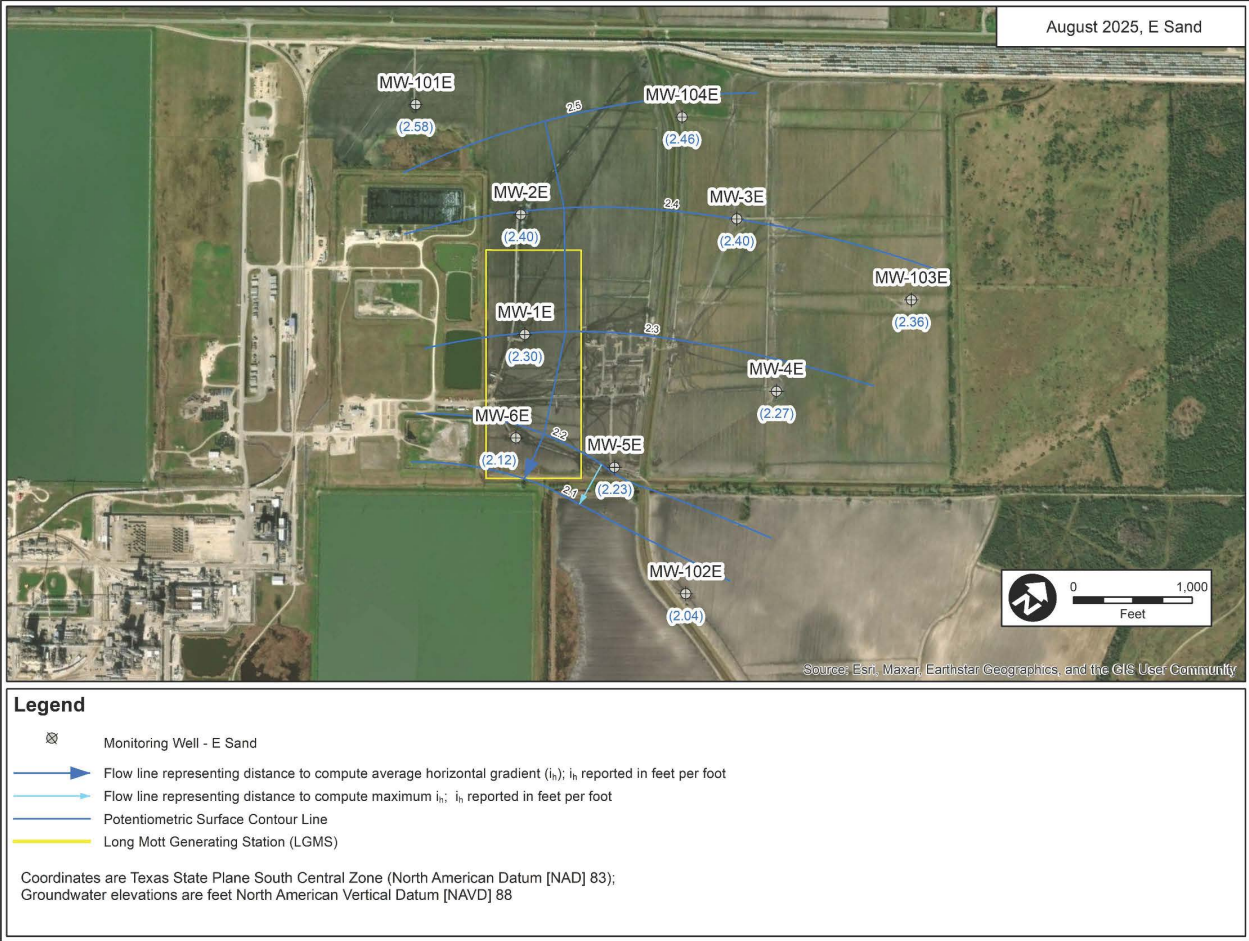 August 2025, E Sand
MW-101E
(2.58)
2.5
MW-104E
(2.46)
MW-2E
(2.40)
2.4
MW-3E
(2.40)
MW-103E
(2.36)
MW-1E
(2.30)
2.3
MW-4E
(2.27)
MW-6E
(2.12)
2.2
MW-5E
(2.23)
2.1
MW-102E
(2.04)
N
0 1,000
Feet
Source: Esri, Maxar, Earthstar Geographics, and the GIS User Community
Legend
Monitoring Well - E Sand
Flow line representing distance to compute average horizontal gradient (iₕ); iₕ reported in feet per foot
Flow line representing distance to compute maximum iₕ; iₕ reported in feet per foot
Potentiometric Surface Contour Line
Long Mott Generating Station (LGMS)
Coordinates are Texas State Plane South Central Zone (North American Datum [NAD] 83);
Groundwater elevations are feet North American Vertical Datum [NAVD] 88